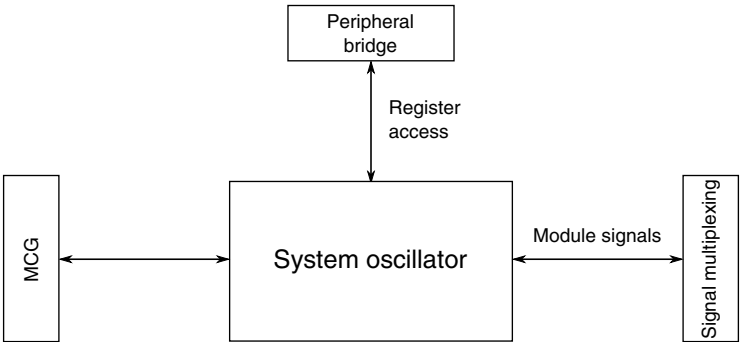 Peripheral
bridge
Register
access
MCG
System oscillator
Module signals
Signal multiplexing